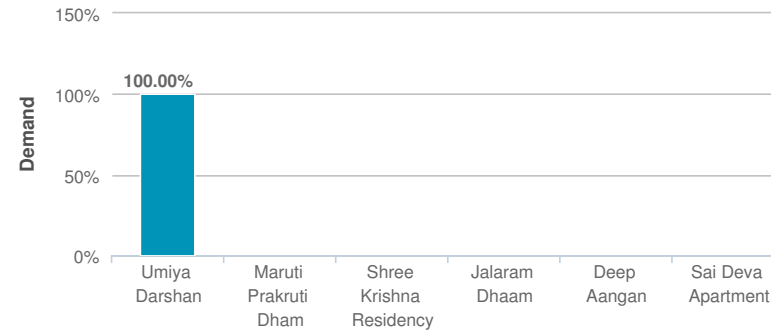 150%
100.00%
100%
50%
0%
Demand
Umiya
Darshan
Maruti
Prakruti
Dham
Shree
Krishna
Residency
Jalaram
Dhaam
Deep
Aangan
Sai Deva
Apartment